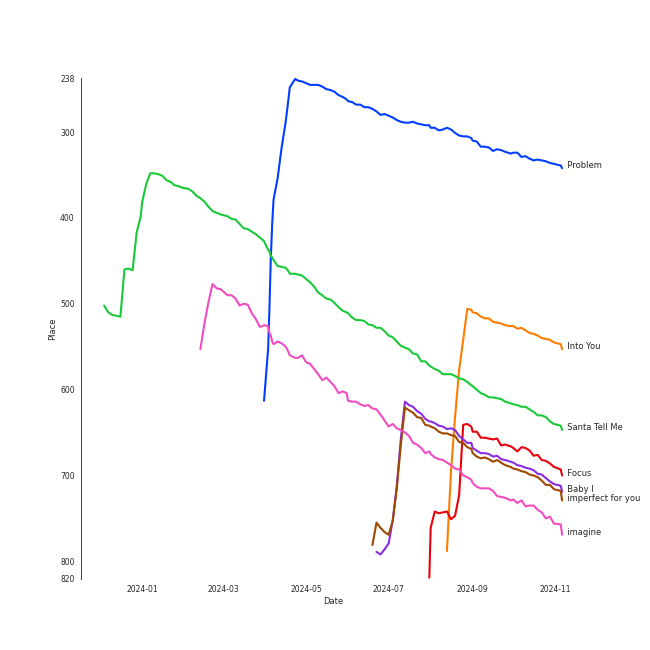 238
300
400
500
600
700
800
820
Place
2024-01
2024-03
2024-05
2024-07
2024-09
2024-11
Date
Problem
Into You
Santa Tell Me
Focus
Baby I
imperfect for you
imagine